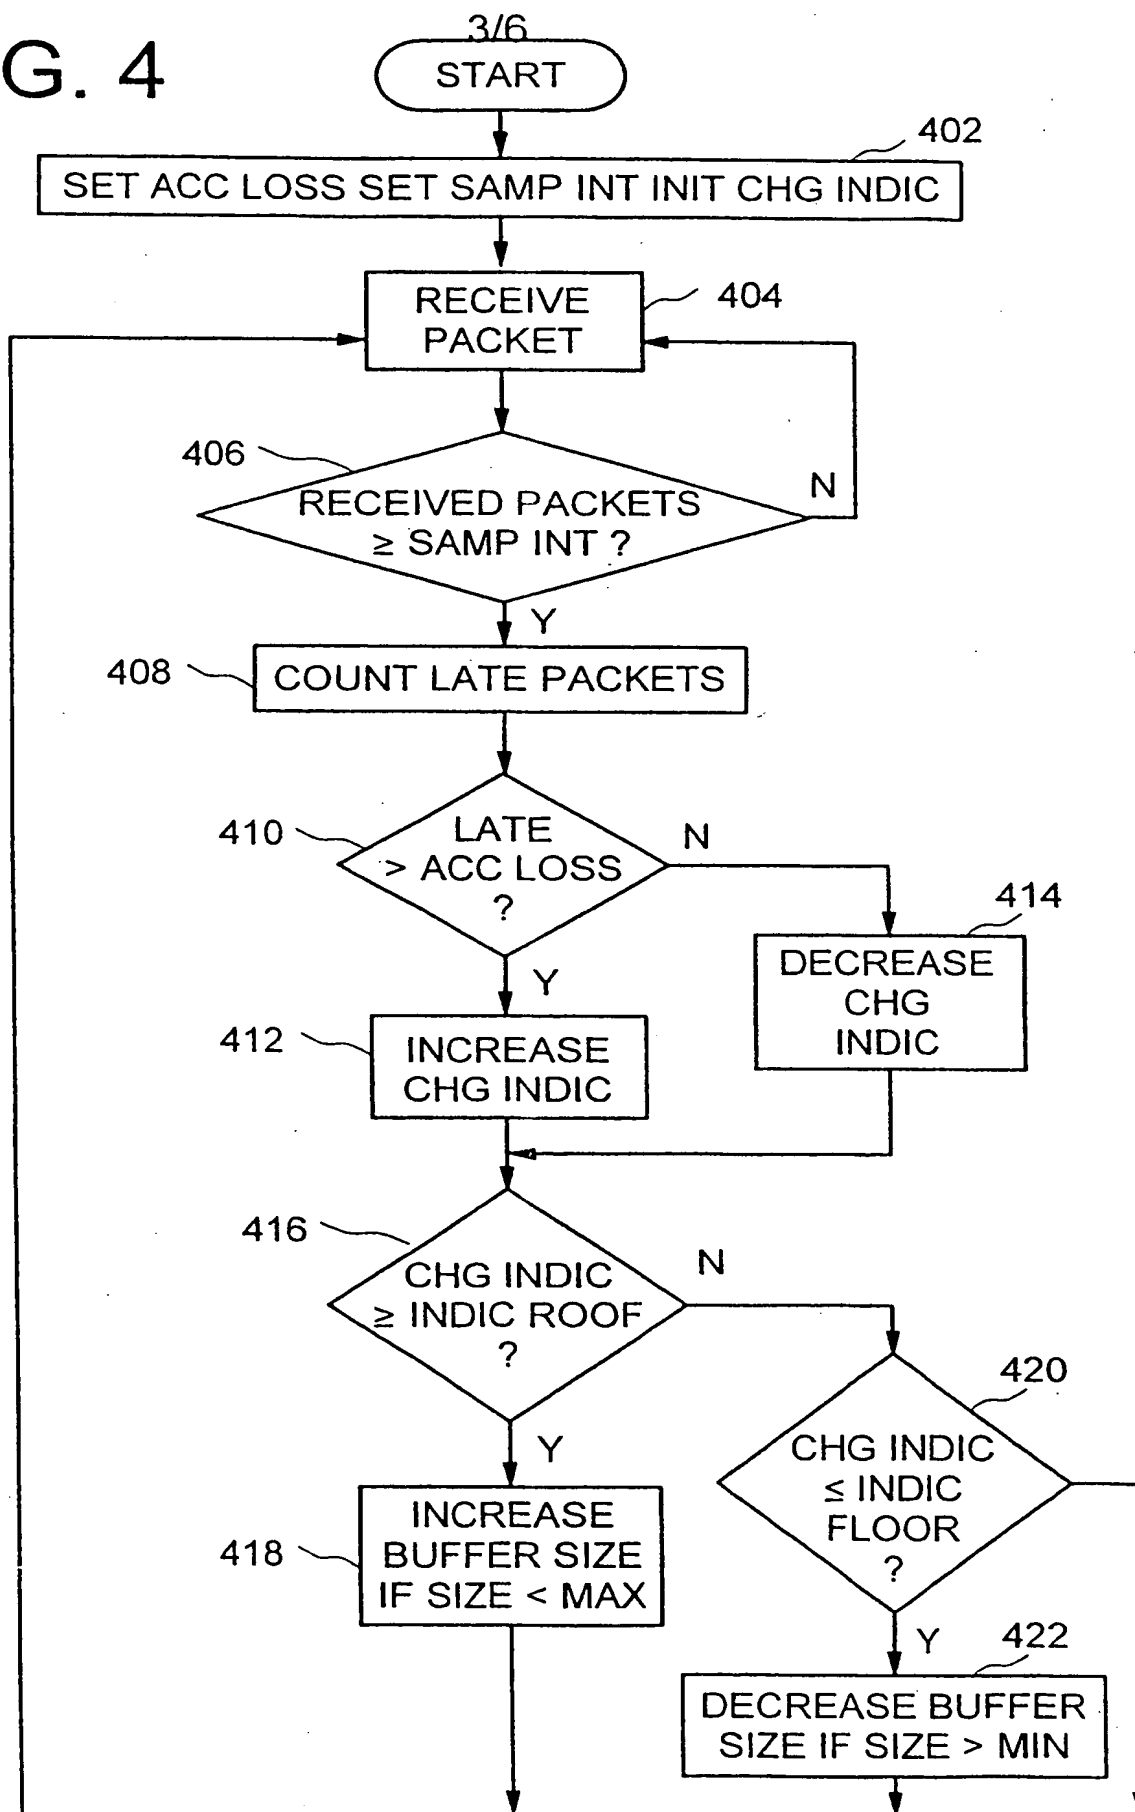 3/6
G. 4
START
402
SET ACC LOSS SET SAMP INT INIT CHG INDIC
RECEIVE
PACKET
404
406
RECEIVED PACKETS
≥ SAMP INT ?
N
Y
408
COUNT LATE PACKETS
410
LATE
> ACC LOSS
?
N
414
DECREASE
CHG
INDIC
Y
412
INCREASE
CHG INDIC
416
CHG INDIC
≥ INDIC ROOF
?
N
420
CHG INDIC
≤ INDIC
FLOOR
?
Y
418
INCREASE
BUFFER SIZE
IF SIZE < MAX
Y
422
DECREASE BUFFER
SIZE IF SIZE > MIN